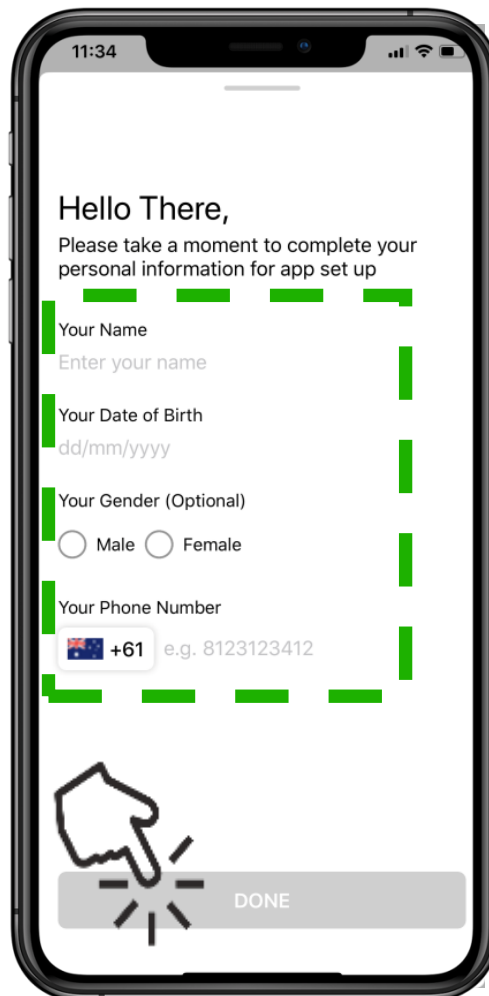 11:34
Hello There,
Please take a moment to complete your
personal information for app set up
Your Name
Enter your name
Your Date of Birth
dd/mm/yyyy
Your Gender (Optional)
Male Female
Your Phone Number
+61 e.g. 8123123412
DONE